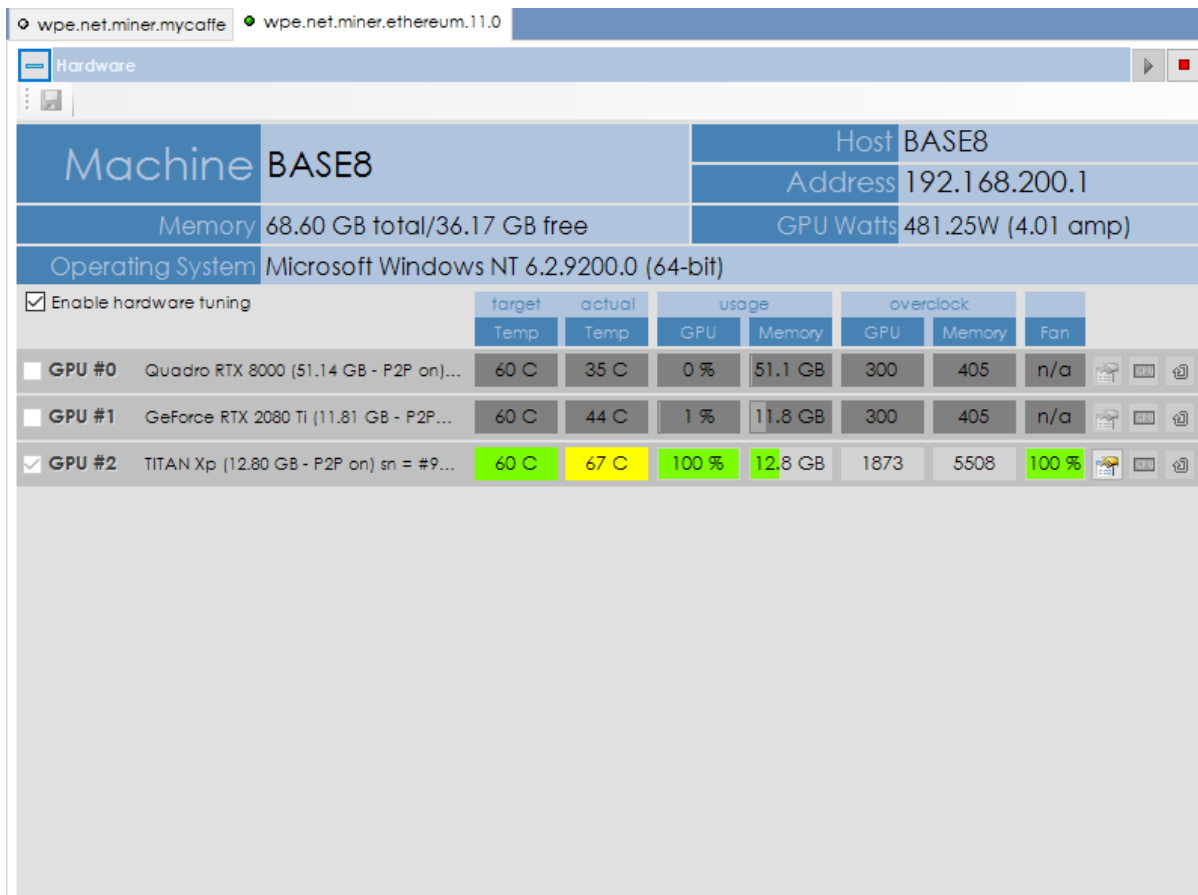 wpe.net.miner.mycaffe wpe.net.miner.ethereum.11.0
Hardware
Machine BASE8
Host BASE8
Address 192.168.200.1
Memory 68.60 GB total/36.17 GB free GPU Watts 481.25W (4.01 amp)
Operating System Microsoft Windows NT 6.2.9200.0 (64-bit)
Enable hardware tuning target actual usage overclock
Temp Temp GPU Memory GPU Memory Fan
GPU #0 Quadro RTX 8000 (51.14 GB - P2P on)... 60 C 35 C 0 % 51.1 GB 300 405 n/a
GPU #1 GeForce RTX 2080 Ti (11.81 GB - P2P... 60 C 44 C 1 % 11.8 GB 300 405 n/a
GPU #2 TITAN Xp (12.80 GB - P2P on) sn = #9... 60 C 67 C 100 % 12.8 GB 1873 5508 100 %